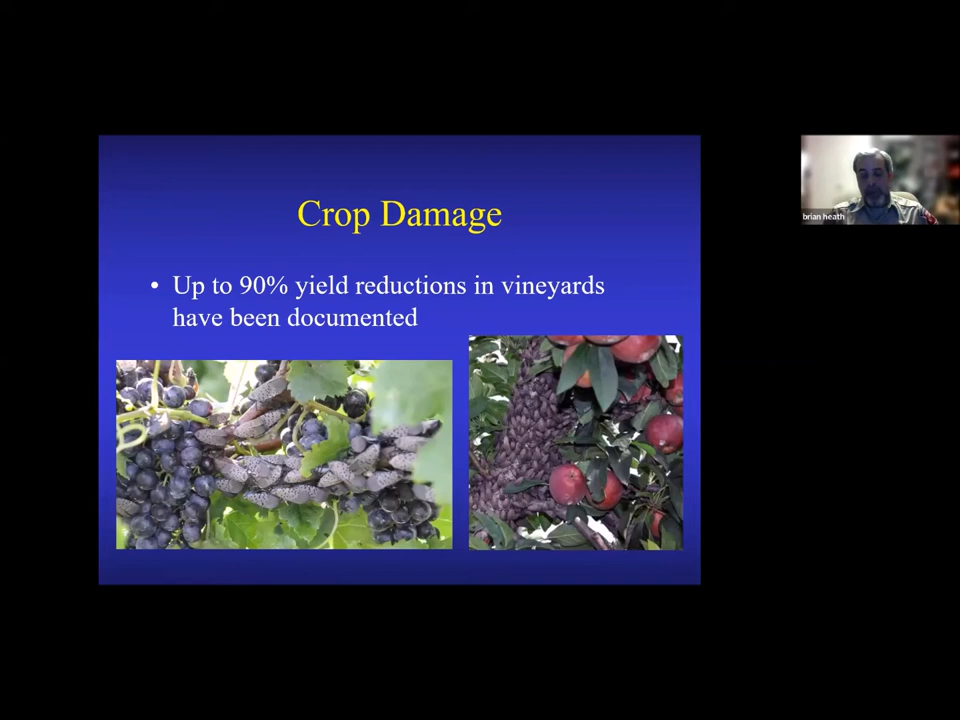 Crop Damage
• Up to 90% yield reductions in vineyards
have been documented
brian heath